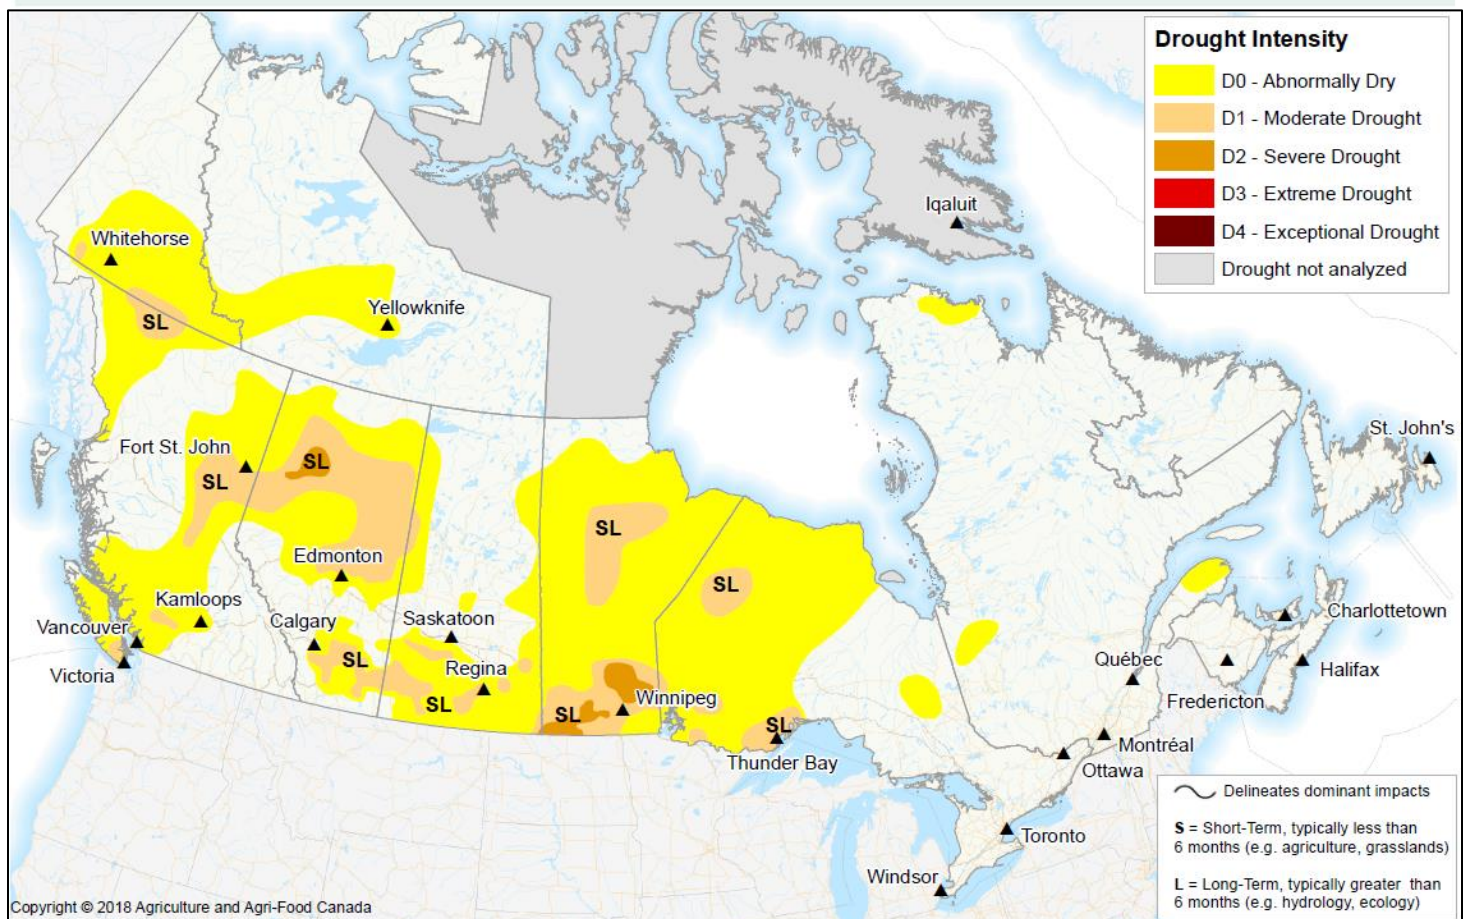 Drought Intensity
D0 - Abnormally Dry
D1 - Moderate Drought
D2 - Severe Drought
D3 - Extreme Drought
D4 - Exceptional Drought
Drought not analyzed
Iqaluit
Whitehorse
Yellowknife
SL
St. John's
Fort St. John
SL
SL
SL
Edmonton
SL
Kamloops
Calgary
Saskatoon
Charlottetown
Vancouver
SL
Regina
Québec
Halifax
Victoria
SL
SL
Winnipeg
Fredericton
SL
Thunder Bay
Montréal
Ottawa
Toronto
Windsor
Delineates dominant impacts
S = Short-Term, typically less than
6 months (e.g. agriculture, grasslands)
L = Long-Term, typically greater than
6 months (e.g. hydrology, ecology)
Copyright © 2018 Agriculture and Agri-Food Canada